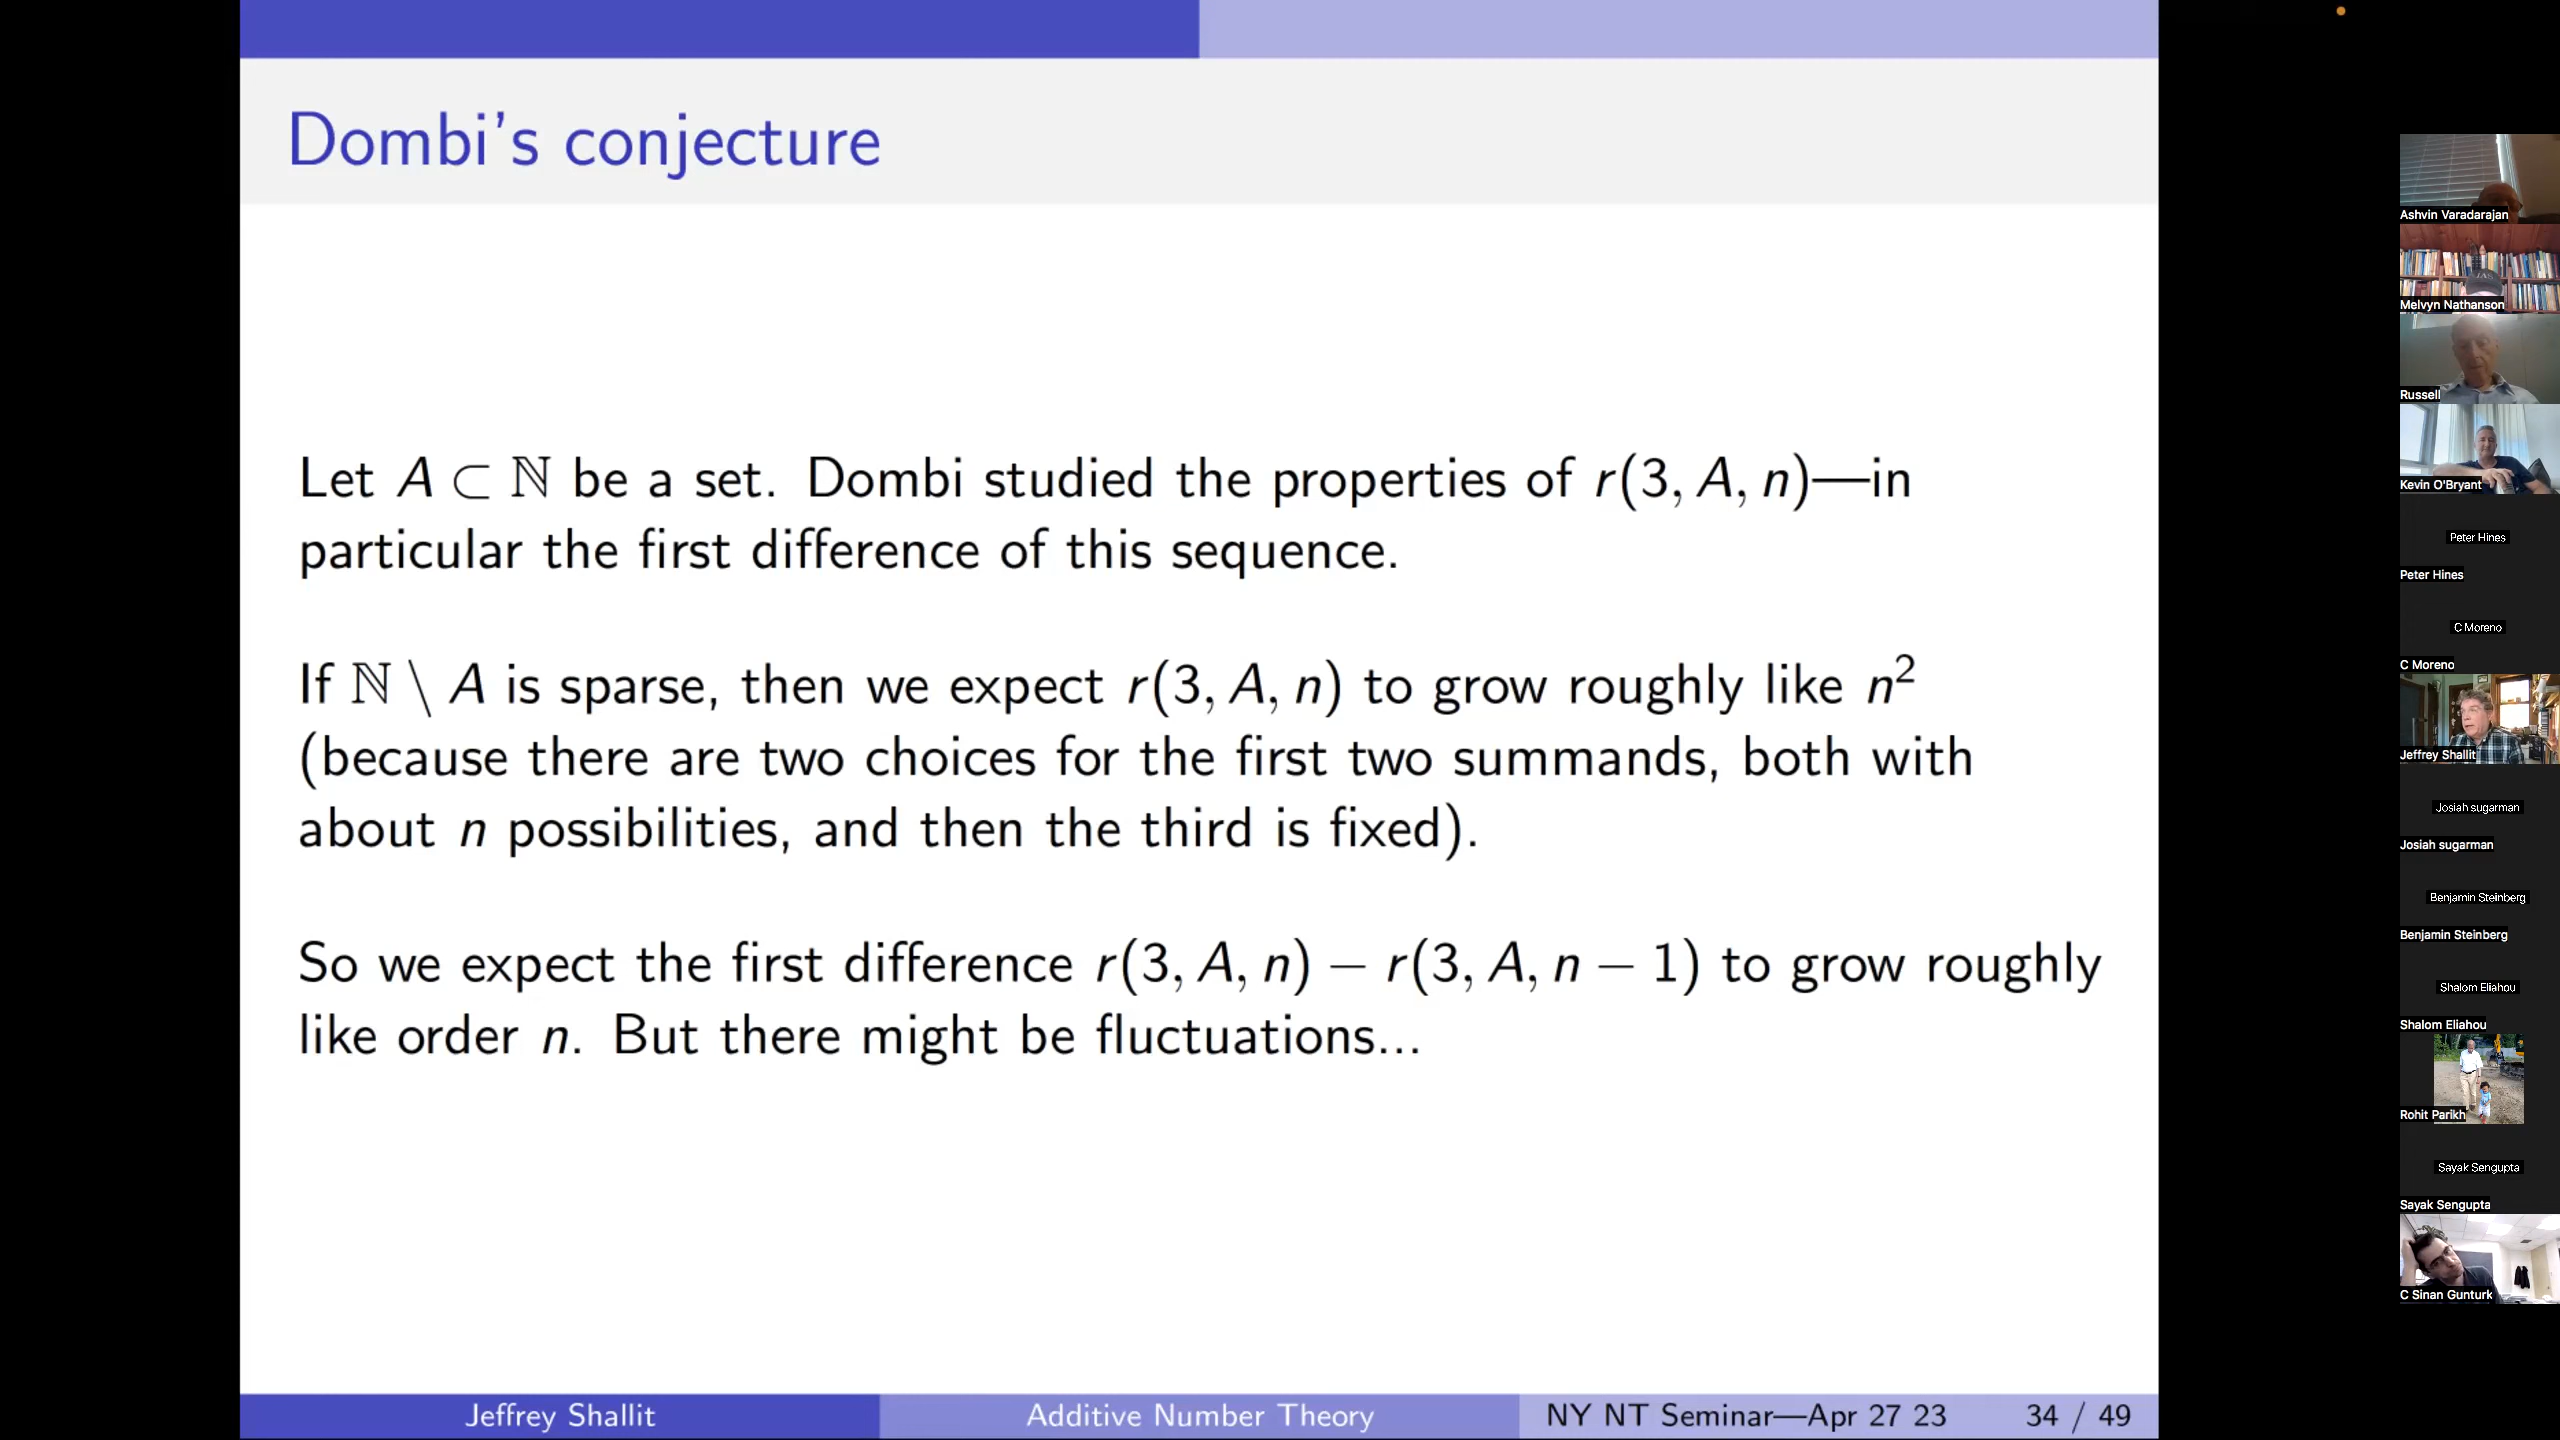 Dombi's conjecture
Let A ⊂ ℕ be a set. Dombi studied the properties of r(3, A, n)—in
particular the first difference of this sequence.
If ℕ \ A is sparse, then we expect r(3, A, n) to grow roughly like n²
(because there are two choices for the first two summands, both with
about n possibilities, and then the third is fixed).
So we expect the first difference r(3, A, n) − r(3, A, n − 1) to grow roughly
like order n. But there might be fluctuations...
Jeffrey Shallit
Additive Number Theory
NY NT Seminar—Apr 27 23
34 / 49
Ashvin Varadarajan
Melvyn Nathanson
Russell
Kevin O'Bryant
Peter Hines
Peter Hines
C Moreno
C Moreno
Jeffrey Shallit
Josiah sugarman
Josiah sugarman
Benjamin Steinberg
Benjamin Steinberg
Shalom Eliahou
Shalom Eliahou
Rohit Parikh
Sayak Sengupta
Sayak Sengupta
C Sinan Gunturk